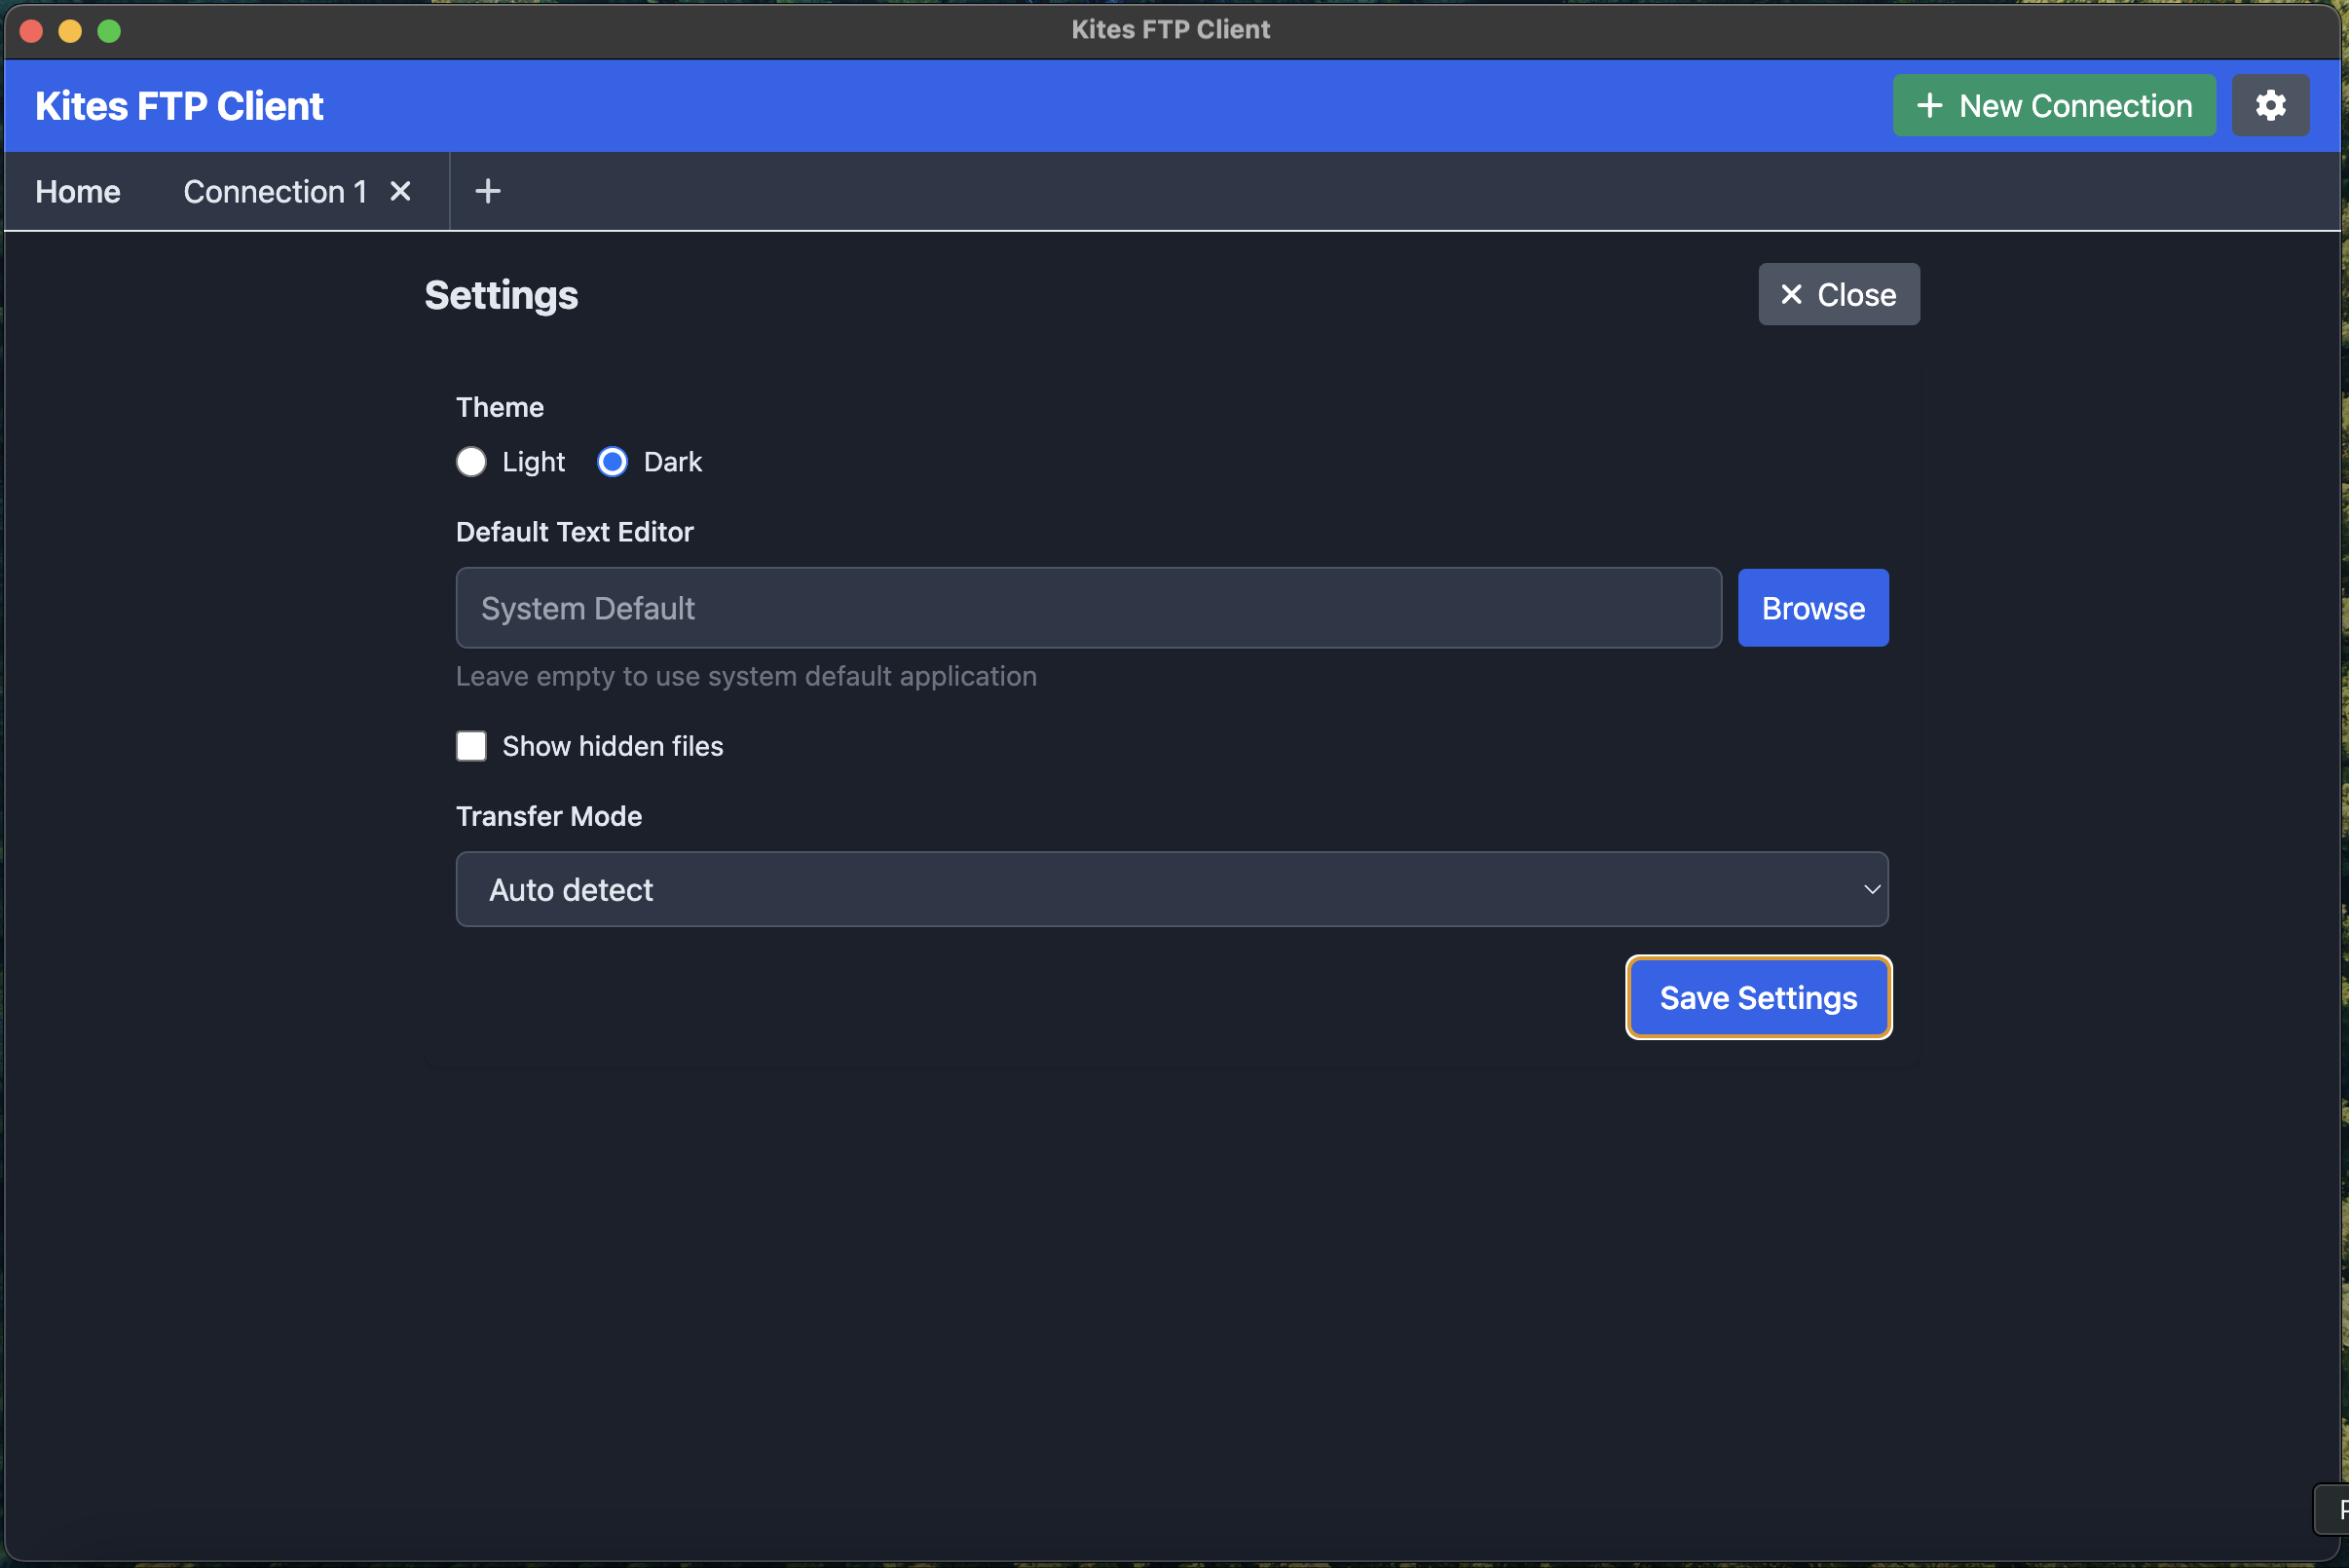 Kites FTP Client
Kites FTP Client
New Connection
Home
Connection 1
Settings
Close
Theme
Light
Dark
Default Text Editor
System Default
Browse
Leave empty to use system default application
Show hidden files
Transfer Mode
Auto detect
Save Settings